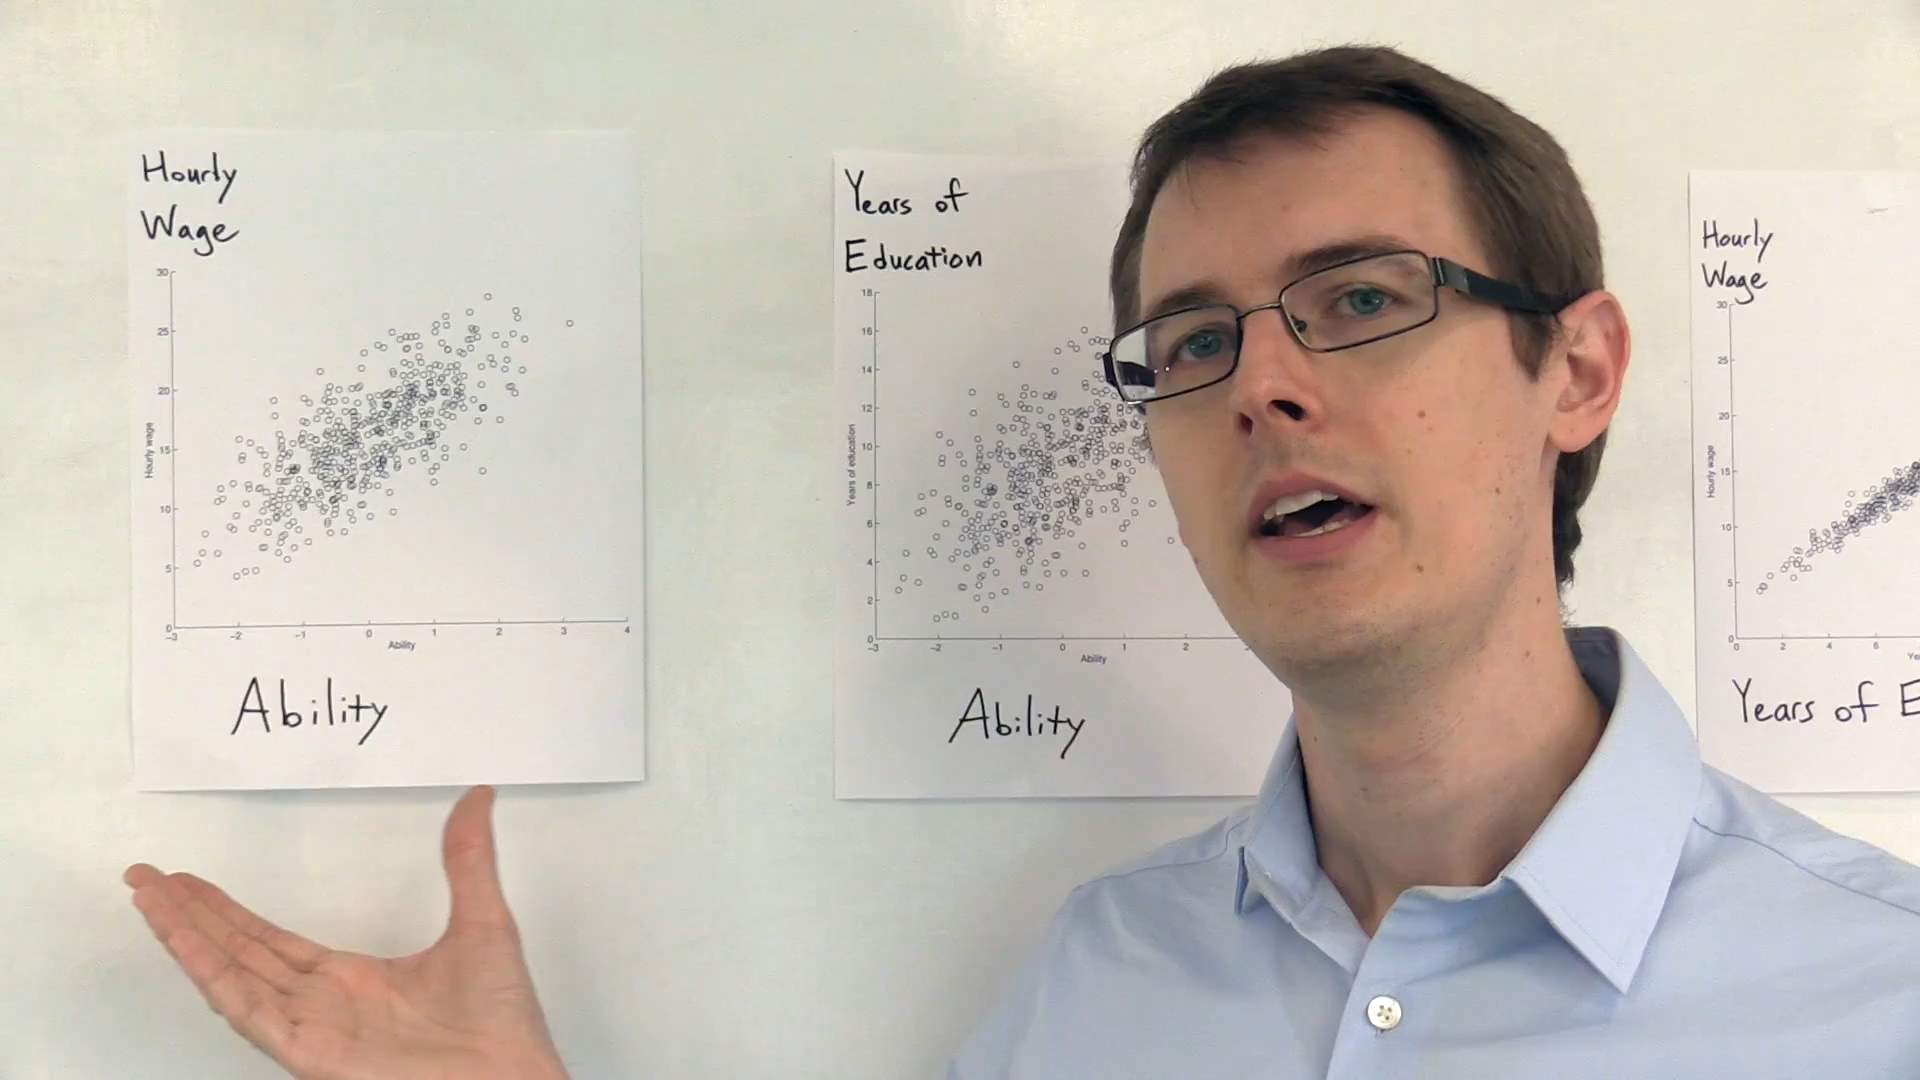 Hourly
Wage
30
25
20
15
10
5
0
Hourly wage
-3 -2 -1 0 1 2 3 4
Ability
Ability
Years of
Education
18
16
14
12
10
8
6
4
2
0
Years of education
-3 -2 -1 0 1 2
Ability
Ability
Hourly
Wage
30
25
20
15
10
5
0
Hourly wage
0 2 4 6
Years of